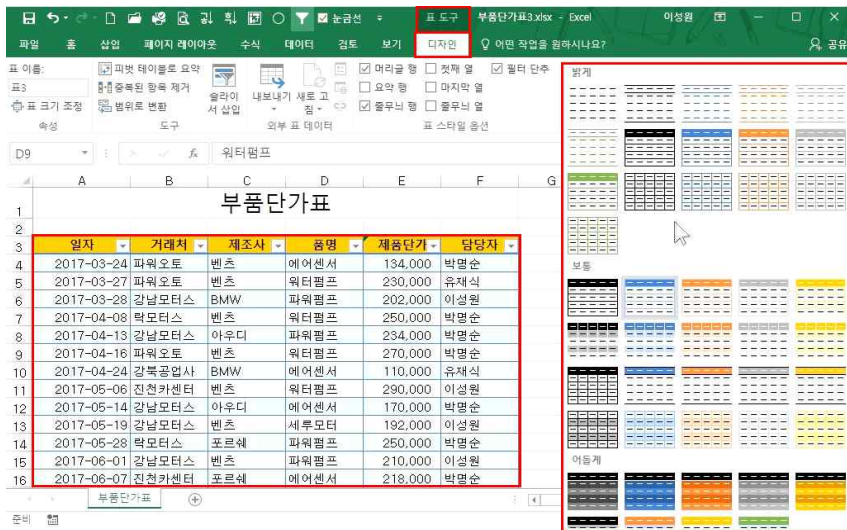 눈금선 표 도구 부품단가표3.xlsx - Excel 이성원
파일 홈 삽입 페이지 레이아웃 수식 데이터 검토 보기 디자인 어떤 작업을 원하시나요? 공유
표 이름:
표3
표 크기 조정
속성
피벗 테이블로 요약
중복된 항목 제거
범위로 변환
도구
슬라이서 삽입
내보내기 새로 고침
외부 표 데이터
머리글 행 첫째 열 필터 단추
요약 행 마지막 열
줄무늬 행 줄무늬 열
표 스타일 옵션
밝게
보통
어둡게
D9 fx 워터펌프
A B C D E F G
1 부품단가표
2
3 일자 거래처 제조사 품명 제품단가 담당자
4 2017-03-24 파워오토 벤츠 에어센서 134,000 박명순
5 2017-03-27 파워오토 벤츠 워터펌프 230,000 유재식
6 2017-03-28 강남모터스 BMW 파워펌프 202,000 이성원
7 2017-04-08 락모터스 벤츠 워터펌프 250,000 박명순
8 2017-04-13 강남모터스 아우디 파워펌프 234,000 박명순
9 2017-04-16 파워오토 벤츠 워터펌프 270,000 박명순
10 2017-04-24 강북공업사 BMW 에어센서 110,000 유재식
11 2017-05-06 진천카센터 벤츠 워터펌프 290,000 이성원
12 2017-05-14 강남모터스 아우디 에어센서 170,000 박명순
13 2017-05-19 강남모터스 벤츠 세루모터 192,000 이성원
14 2017-05-28 락모터스 포르쉐 파워펌프 250,000 박명순
15 2017-06-01 강남모터스 벤츠 파워펌프 210,000 이성원
16 2017-06-07 진천카센터 포르쉐 에어센서 218,000 박명순
부품단가표
준비